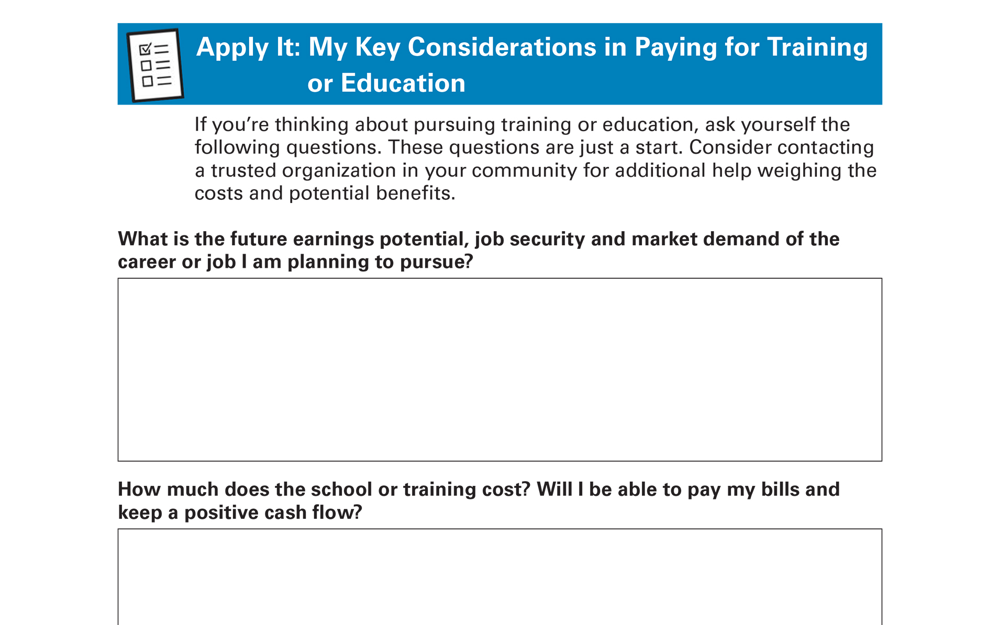 Apply It: My Key Considerations in Paying for Training
or Education
If you’re thinking about pursuing training or education, ask yourself the
following questions. These questions are just a start. Consider contacting
a trusted organization in your community for additional help weighing the
costs and potential benefits.
What is the future earnings potential, job security and market demand of the
career or job I am planning to pursue?
How much does the school or training cost? Will I be able to pay my bills and
keep a positive cash flow?